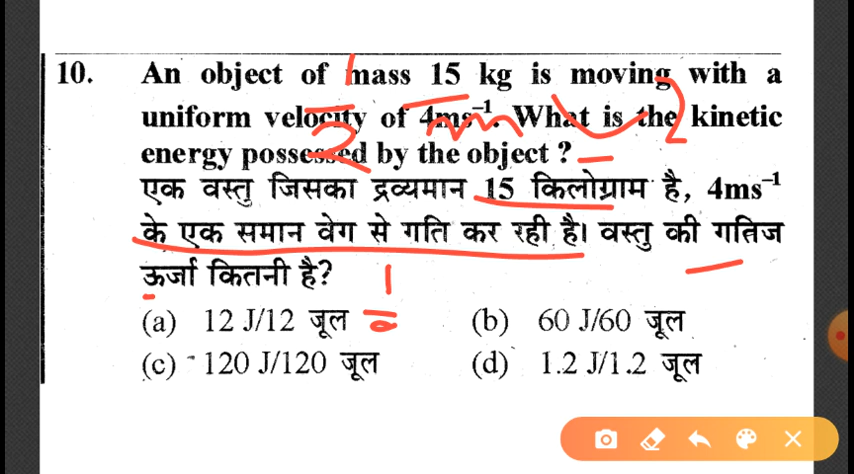 10. An object of mass 15 kg is moving with a
uniform velocity of 4ms⁻¹. What is the kinetic
energy possessed by the object ?
एक वस्तु जिसका द्रव्यमान 15 किलोग्राम है, 4ms⁻¹
के एक समान वेग से गति कर रही है। वस्तु की गतिज
ऊर्जा कितनी है?
(a) 12 J/12 जूल (b) 60 J/60 जूल
(c) 120 J/120 जूल (d) 1.2 J/1.2 जूल